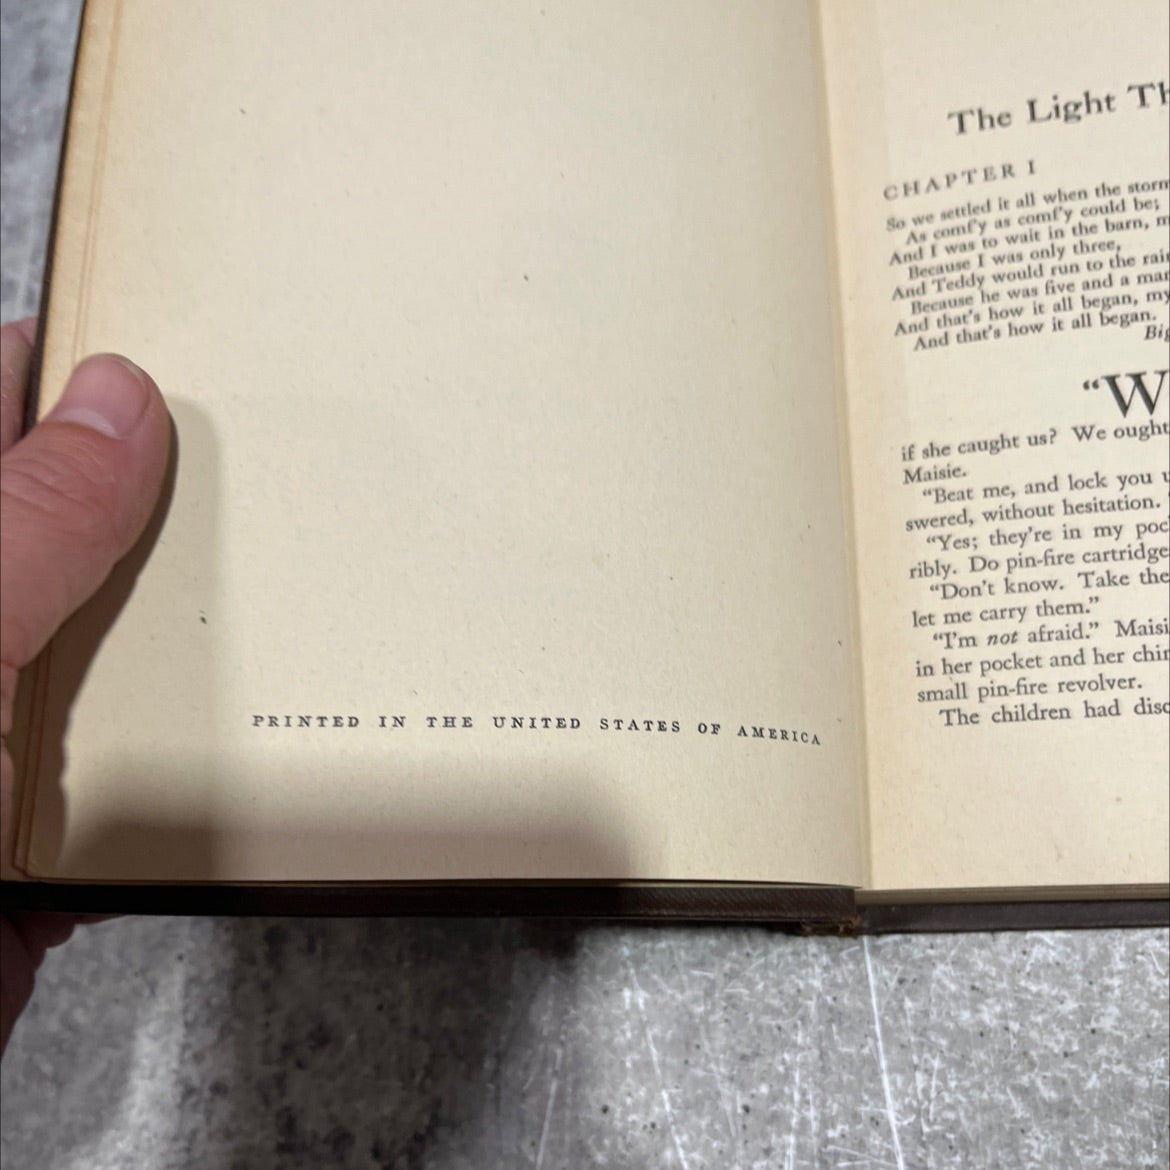 PRINTED IN THE UNITED STATES OF AMERICA
The Light Th
CHAPTER I
So we settled it all when the storm
As comf'y as comf'y could be;
And I was to wait in the barn, m
Because I was only three,
And Teddy would run to the rai
Because he was five and a man
And that's how it all began, my
And that's how it all began.
Big
"W
if she caught us? We ought
Maisie.
"Beat me, and lock you u
swered, without hesitation.
"Yes; they're in my poc
ribly. Do pin-fire cartridge
"Don't know. Take the
let me carry them."
"I'm not afraid." Maisi
in her pocket and her chin
small pin-fire revolver.
The children had disc